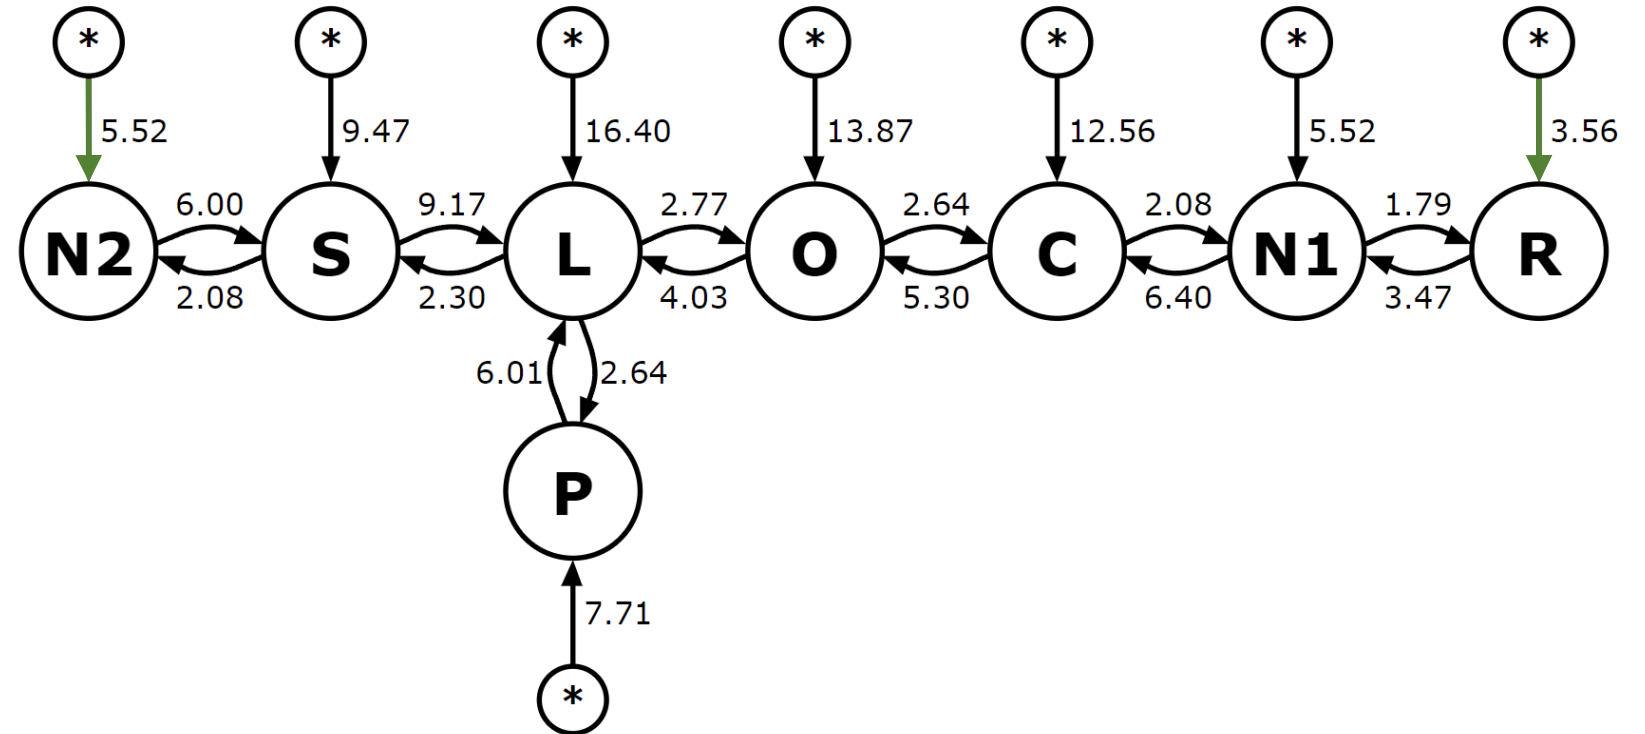 * * * * * * *
5.52 9.47 16.40 13.87 12.56 5.52 3.56
6.00 9.17 2.77 2.64 2.08 1.79
N2 S L O C N1 R
2.08 2.30 4.03 5.30 6.40 3.47
6.01 2.64
P
7.71
*